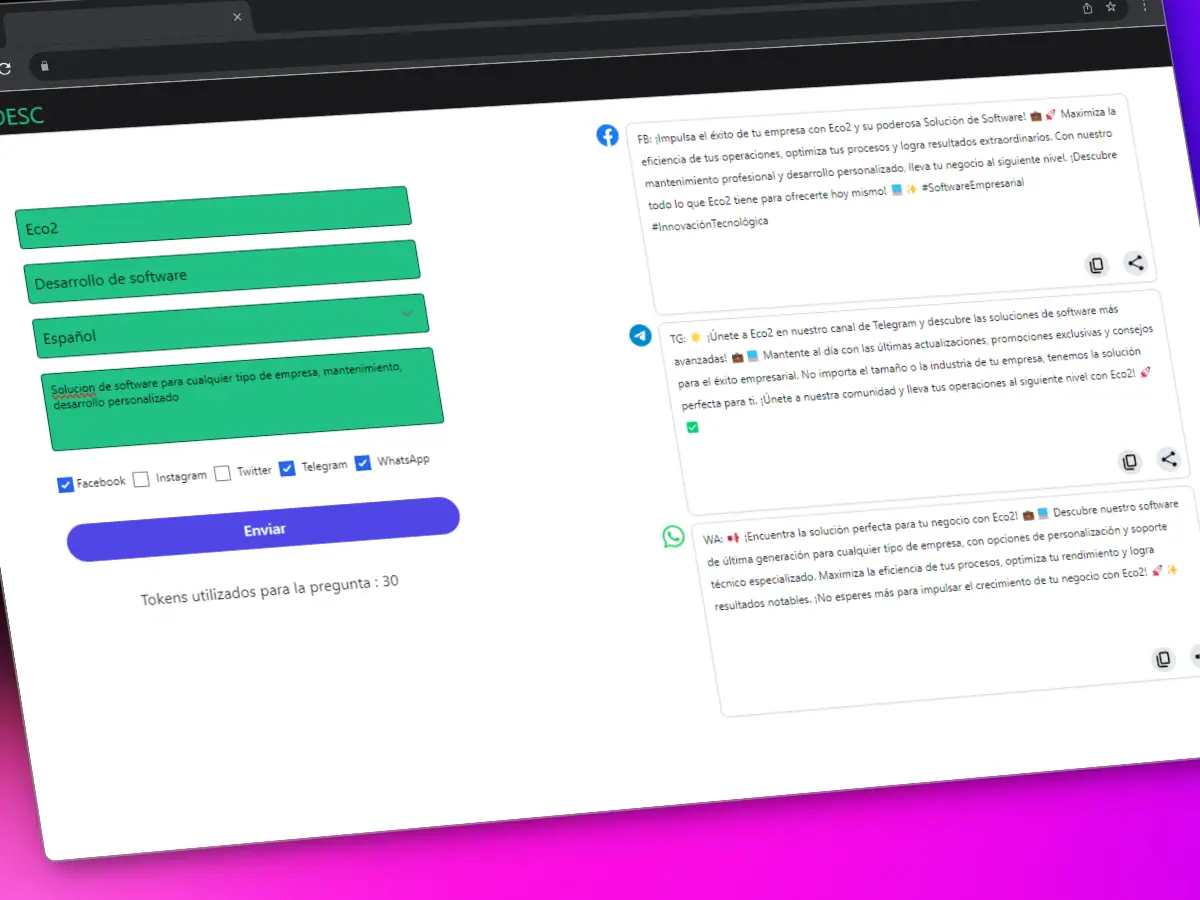 DESC
Eco2
Desarrollo de software
Español
Solucion de software para cualquier tipo de empresa, mantenimiento,
desarrollo personalizado
Facebook Instagram Twitter Telegram WhatsApp
Enviar
Tokens utilizados para la pregunta : 30
FB: ¡Impulsa el éxito de tu empresa con Eco2 y su poderosa Solución de Software! 💼🚀 Maximiza la
eficiencia de tus operaciones, optimiza tus procesos y logra resultados extraordinarios. Con nuestro
mantenimiento profesional y desarrollo personalizado, lleva tu negocio al siguiente nivel. ¡Descubre
todo lo que Eco2 tiene para ofrecerte hoy mismo! 📃✨ #SoftwareEmpresarial
#InnovaciónTecnológica
TG: ☀️ ¡Únete a Eco2 en nuestro canal de Telegram y descubre las soluciones de software más
avanzadas! 💼📃 Mantente al día con las últimas actualizaciones, promociones exclusivas y consejos
para el éxito empresarial. No importa el tamaño o la industria de tu empresa, tenemos la solución
perfecta para ti. ¡Únete a nuestra comunidad y lleva tus operaciones al siguiente nivel con Eco2! 🚀
✅
WA: 📢 ¡Encuentra la solución perfecta para tu negocio con Eco2! 💼📃 Descubre nuestro software
de última generación para cualquier tipo de empresa, con opciones de personalización y soporte
técnico especializado. Maximiza la eficiencia de tus procesos, optimiza tu rendimiento y logra
resultados notables. ¡No esperes más para impulsar el crecimiento de tu negocio con Eco2! 🚀✨